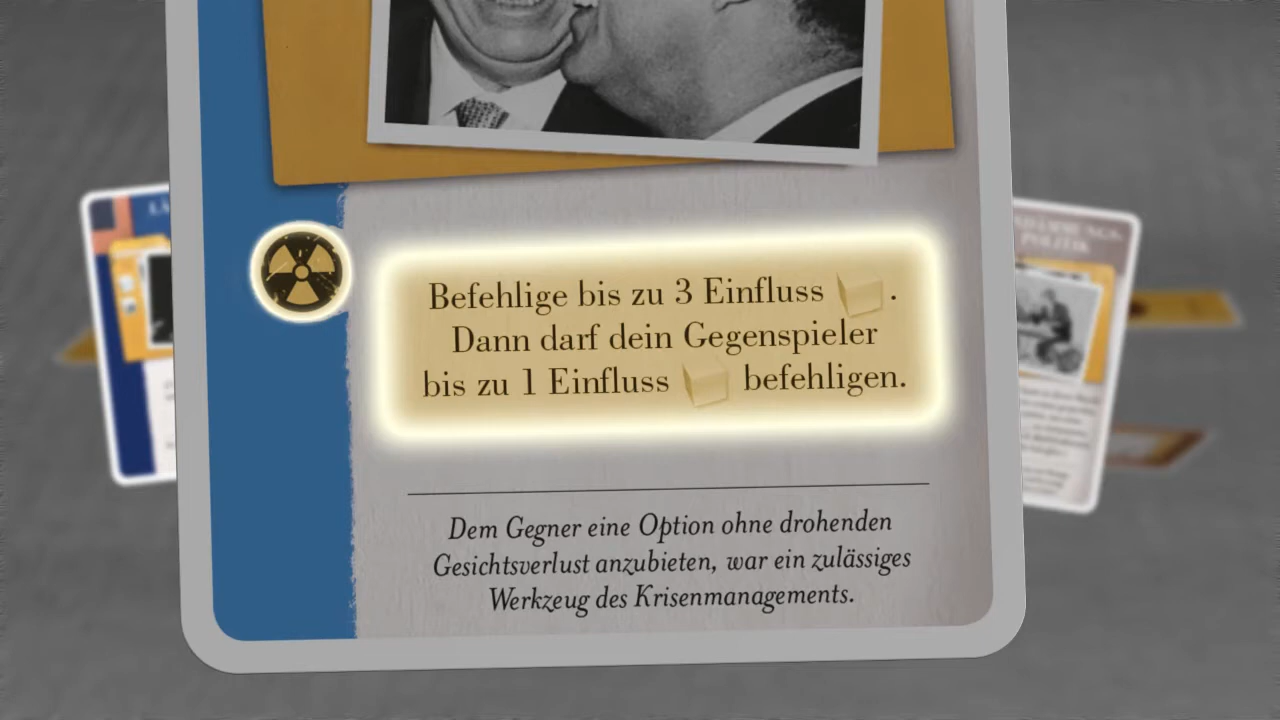 Befehlige bis zu 3 Einfluss .
Dann darf dein Gegenspieler
bis zu 1 Einfluss befehligen.
Dem Gegner eine Option ohne drohenden
Gesichtsverlust anzubieten, war ein zulässiges
Werkzeug des Krisenmanagements.